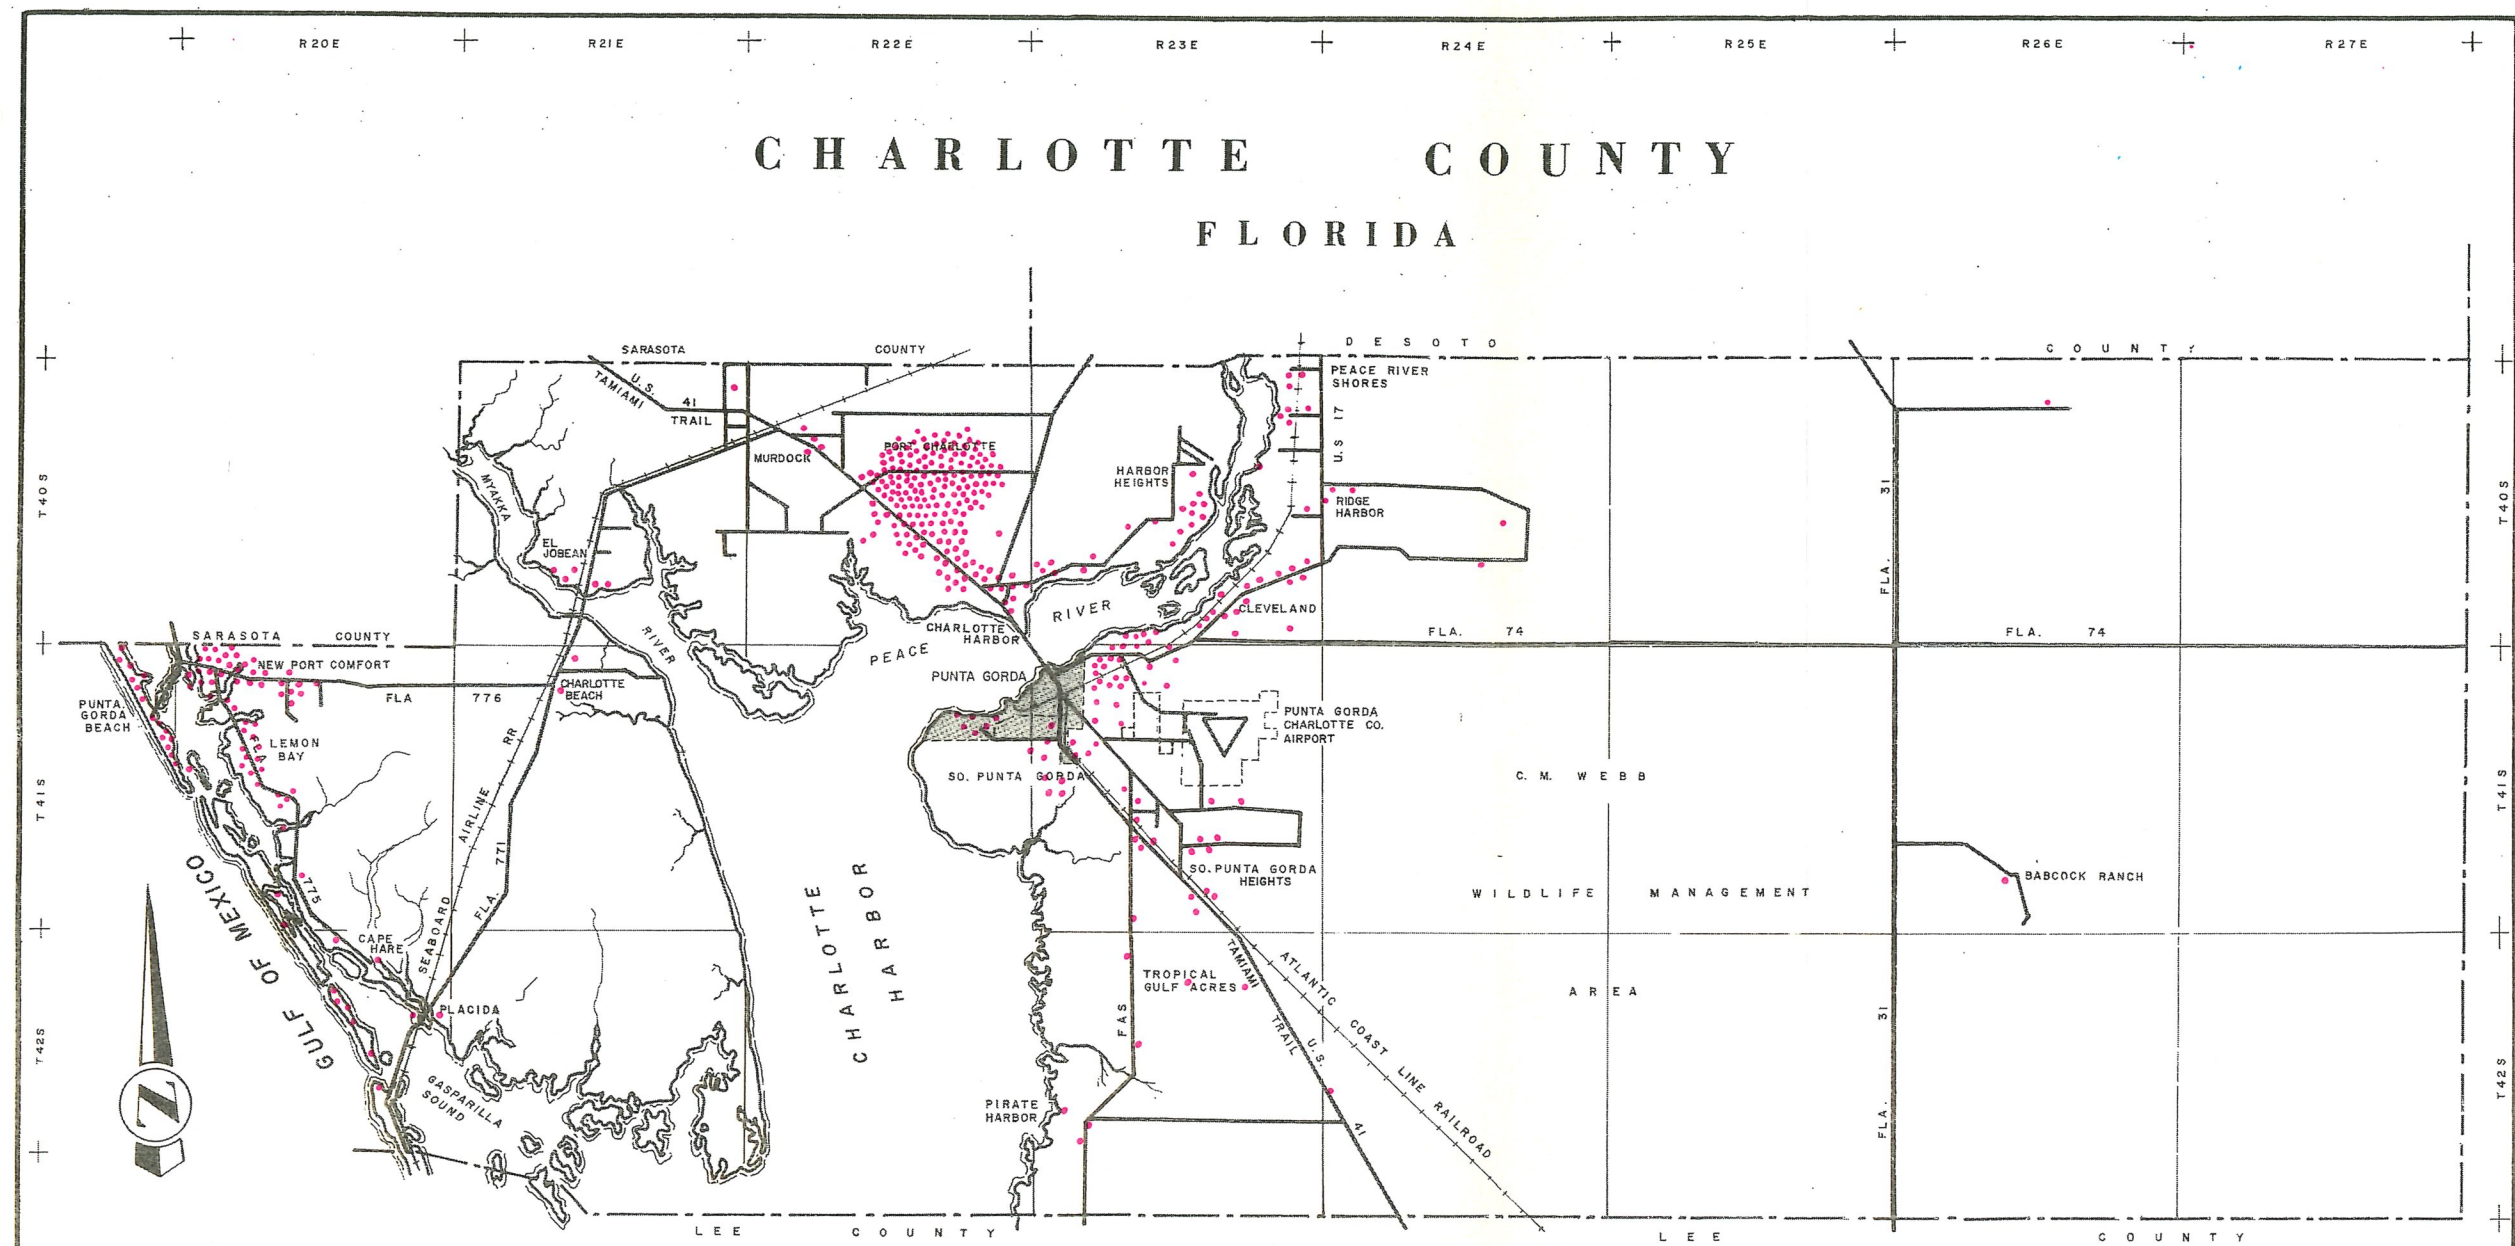 R20E R21E R22E R23E R24E R25E R26E R27E
CHARLOTTE COUNTY
FLORIDA
SARASOTA COUNTY
DESOTO COUNTY
U.S. 41
TAMIAMI TRAIL
PEACE RIVER
SHORES
U.S 17
MURDOCK
PORT CHARLOTTE
HARBOR
HEIGHTS
RIDGE
HARBOR
T40S
MYAKKA
RIVER
EL
JOBEAN
FLA. 31
T40S
CLEVELAND
PEACE
RIVER
CHARLOTTE
HARBOR
FLA. 74
FLA. 74
SARASOTA COUNTY
NEW PORT COMFORT
FLA 776
CHARLOTTE
BEACH
PUNTA GORDA
PUNTA
GORDA
BEACH
LEMON
BAY
PUNTA GORDA
CHARLOTTE CO.
AIRPORT
SO. PUNTA GORDA
T41S
C. M. WEBB
T41S
SEABOARD AIRLINE RR
FLA. 771
775
GULF OF MEXICO
CHARLOTTE
HARBOR
SO. PUNTA GORDA
HEIGHTS
WILDLIFE MANAGEMENT
AREA
BABCOCK RANCH
CAPE
HARE
PLACIDA
TROPICAL
GULF ACRES
TAMIAMI TRAIL
U.S. 41
ATLANTIC COAST LINE RAILROAD
FAS
FLA. 31
T42S
T42S
N
GASPARILLA
SOUND
PIRATE
HARBOR
LEE COUNTY
LEE COUNTY